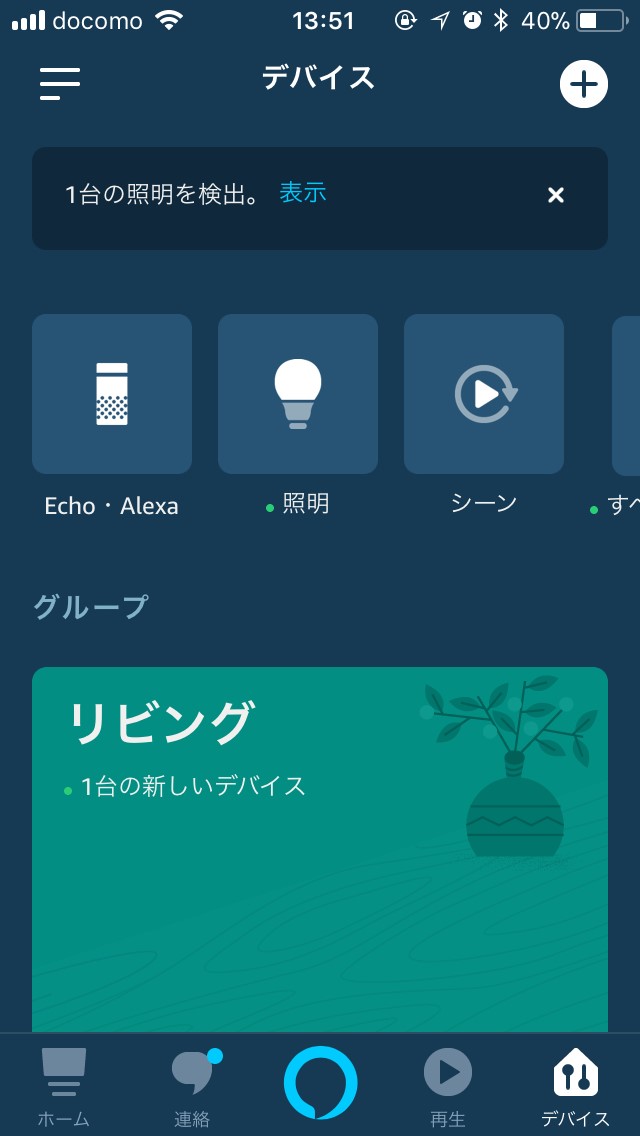 docomo 13:51 40%
デバイス
1台の照明を検出。 表示
Echo・Alexa
照明
シーン
すべ
グループ
リビング
1台の新しいデバイス
ホーム
連絡
再生
デバイス